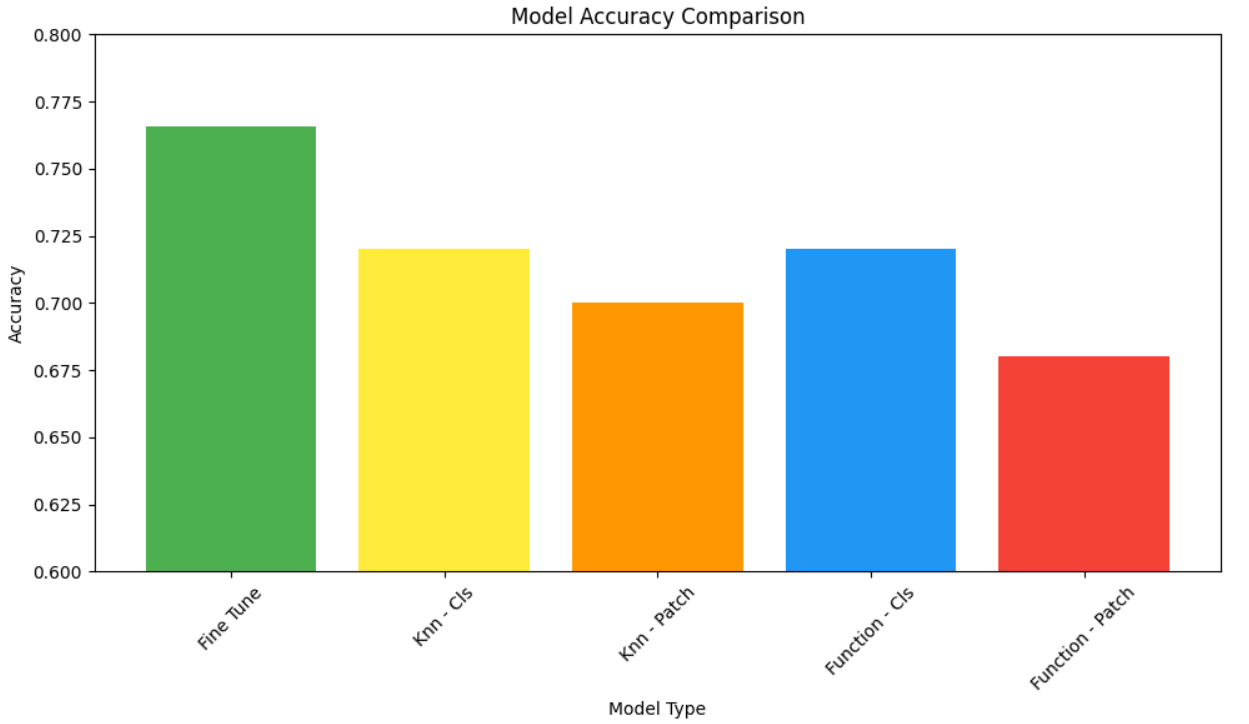 Model Accuracy Comparison
0.800
0.775
0.750
0.725
0.700
0.675
0.650
0.625
0.600
Accuracy
Fine Tune
Knn - Cls
Knn - Patch
Function - Cls
Function - Patch
Model Type